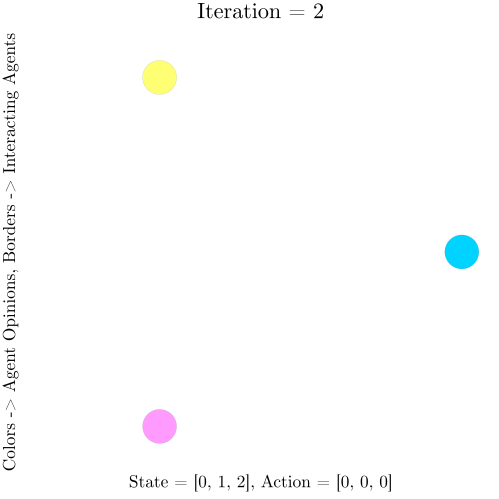 Iteration = 2
Colors -> Agent Opinions, Borders -> Interacting Agents
State = [0, 1, 2], Action = [0, 0, 0]